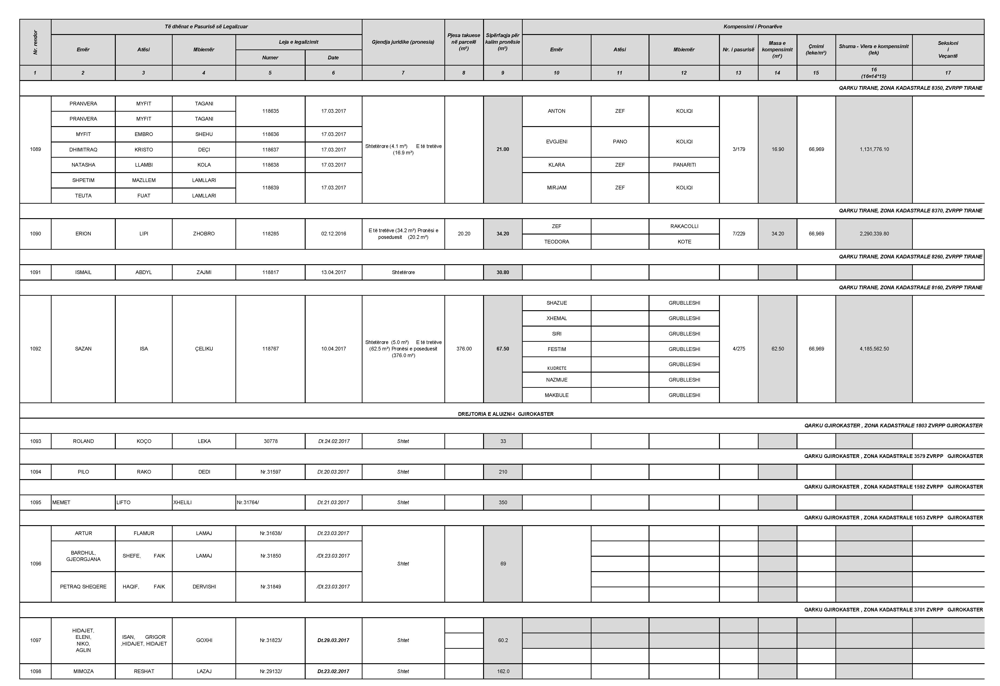 Nr. rendor
Të dhënat e Pasurisë së Legalizuar
Emër
Atësi
Mbiemër
Leja e legalizimit
Numer
Date
Gjendja juridike (pronesia)
Pjesa takuese
në parcelë
(m²)
Sipërfaqja për
kalim pronësie
(m²)
Kompensimi i Pronarëve
Emër
Atësi
Mbiemër
Nr. i pasurisë
Masa e
kompensimit
(m²)
Çmimi
(leke/m²)
Shuma - Vlera e kompensimit
(lek)
Seksioni
i
Veçantë
1 2 3 4 5 6 7 8 9 10 11 12 13 14 15 16 17
(16=14*15)
QARKU TIRANE, ZONA KADASTRALE 8350, ZVRPP TIRANE
1089
PRANVERA MYFIT TAGANI 118635 17.03.2017
PRANVERA MYFIT TAGANI
MYFIT EMBRO SHEHU 118636 17.03.2017
DHIMITRAQ KRISTO DEÇI 118637 17.03.2017
NATASHA LLAMBI KOLA 118638 17.03.2017
SHPETIM MAZLLEM LAMLLARI 118639 17.03.2017
TEUTA FUAT LAMLLARI
Shtetërore (4.1 m²) E të tretëve
(16.9 m²)
21.00
ANTON ZEF KOLIQI
EVGJENI PANO KOLIQI
KLARA ZEF PANARITI
MIRJAM ZEF KOLIQI
3/179 16.90 66,969 1,131,776.10
QARKU TIRANE, ZONA KADASTRALE 8370, ZVRPP TIRANE
1090 ERION LIPI ZHOBRO 118285 02.12.2016
E të tretëve (34.2 m²) Pronësi e
poseduesit (20.2 m²)
20.20 34.20
ZEF RAKACOLLI
TEODORA KOTE
7/229 34.20 66,969 2,290,339.80
QARKU TIRANE, ZONA KADASTRALE 8260, ZVRPP TIRANE
1091 ISMAIL ABDYL ZAJMI 118817 13.04.2017 Shtetërore 30.80
QARKU TIRANE, ZONA KADASTRALE 8160, ZVRPP TIRANE
1092 SAZAN ISA ÇELIKU 118767 10.04.2017
Shtetërore (5.0 m²) E të tretëve
(62.5 m²) Pronësi e poseduesit
(376.0 m²)
376.00 67.50
SHAZIJE GRUBLLESHI
XHEMAL GRUBLLESHI
SIRI GRUBLLESHI
FESTIM GRUBLLESHI
KUDRETE GRUBLLESHI
NAZMIJE GRUBLLESHI
MAKBULE GRUBLLESHI
4/275 62.50 66,969 4,185,562.50
DREJTORIA E ALUIZNI-t GJIROKASTER
QARKU GJIROKASTER , ZONA KADASTRALE 1803 ZVRPP GJIROKASTER
1093 ROLAND KOÇO LEKA 30778 Dt.24.02.2017 Shtet 33
QARKU GJIROKASTER , ZONA KADASTRALE 3579 ZVRPP GJIROKASTER
1094 PILO RAKO DEDI Nr.31597 Dt.20.03.2017 Shtet 210
QARKU GJIROKASTER , ZONA KADASTRALE 1592 ZVRPP GJIROKASTER
1095 MEMET LIFTO XHELILI Nr.31764/ Dt.21.03.2017 Shtet 350
QARKU GJIROKASTER , ZONA KADASTRALE 1053 ZVRPP GJIROKASTER
1096
ARTUR FLAMUR LAMAJ Nr.31638/ Dt.23.03.2017
BARDHUL,
GJEORGJANA
SHEFE, FAIK LAMAJ Nr.31850 /Dt.23.03.2017
PETRAQ SHEQERE HAQIF, FAIK DERVISHI Nr.31849 /Dt.23.03.2017
Shtet 69
QARKU GJIROKASTER , ZONA KADASTRALE 3701 ZVRPP GJIROKASTER
1097
HIDAJET,
ELENI,
NIKO,
AGLIN
ISAN, GRIGOR
,HIDAJET, HIDAJET
GOXHI Nr.31823/ Dt.29.03.2017 Shtet 60.2
1098 MIMOZA RESHAT LAZAJ Nr.29132/ Dt.23.02.2017 Shtet 162.0